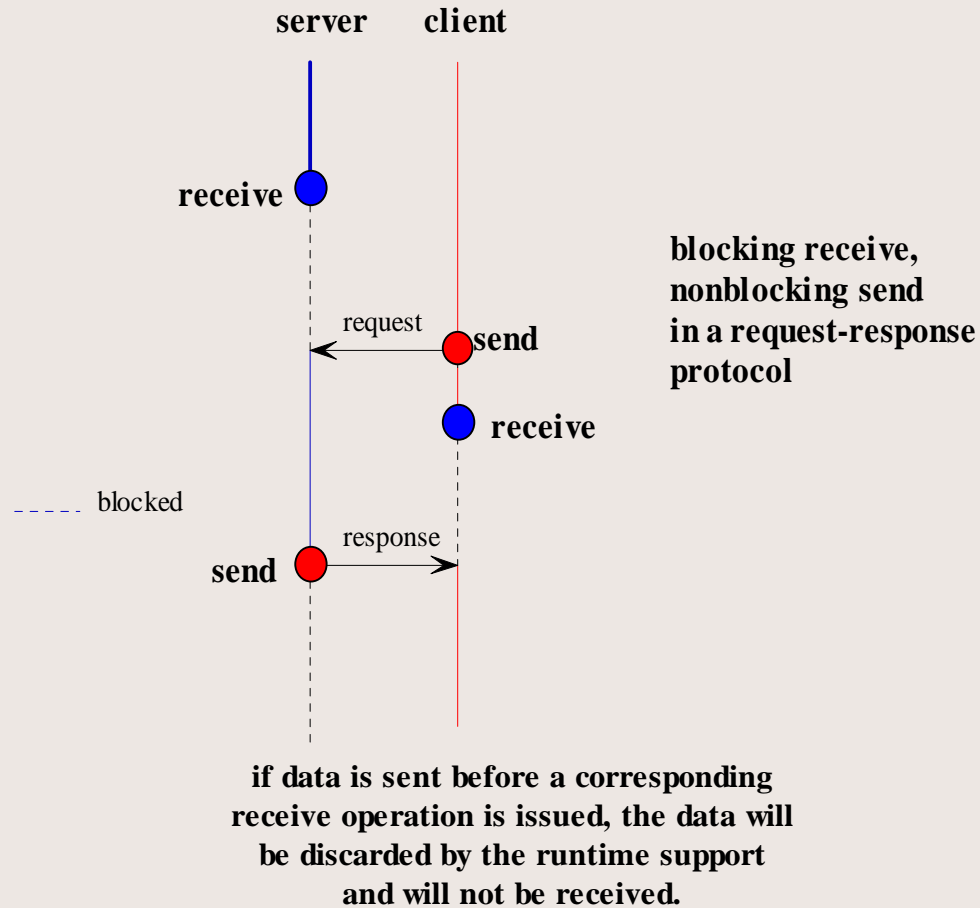 server client
receive
blocking receive,
nonblocking send
in a request-response
protocol
request
send
receive
blocked
response
send
if data is sent before a corresponding
receive operation is issued, the data will
be discarded by the runtime support
and will not be received.